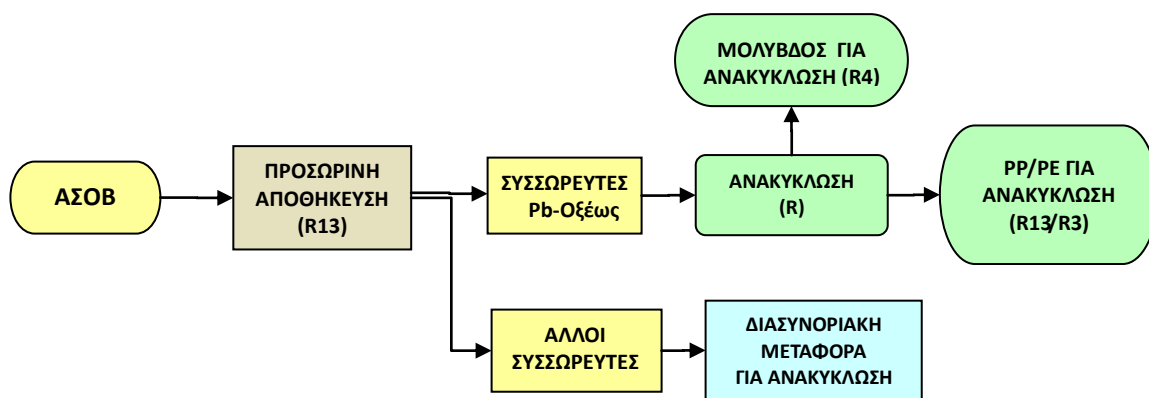 ΜΟΛΥΒΔΟΣ ΓΙΑ
ΑΝΑΚΥΚΛΩΣΗ (R4)
ΑΣΟΒ
ΠΡΟΣΩΡΙΝΗ
ΑΠΟΘΗΚΕΥΣΗ
(R13)
ΣΥΣΣΩΡΕΥΤΕΣ
Pb-Οξέως
ΑΝΑΚΥΚΛΩΣΗ
(R)
PP/PE ΓΙΑ
ΑΝΑΚΥΚΛΩΣΗ
(R13/R3)
ΑΛΛΟΙ
ΣΥΣΣΩΡΕΥΤΕΣ
ΔΙΑΣΥΝΟΡΙΑΚΗ
ΜΕΤΑΦΟΡΑ
ΓΙΑ ΑΝΑΚΥΚΛΩΣΗ